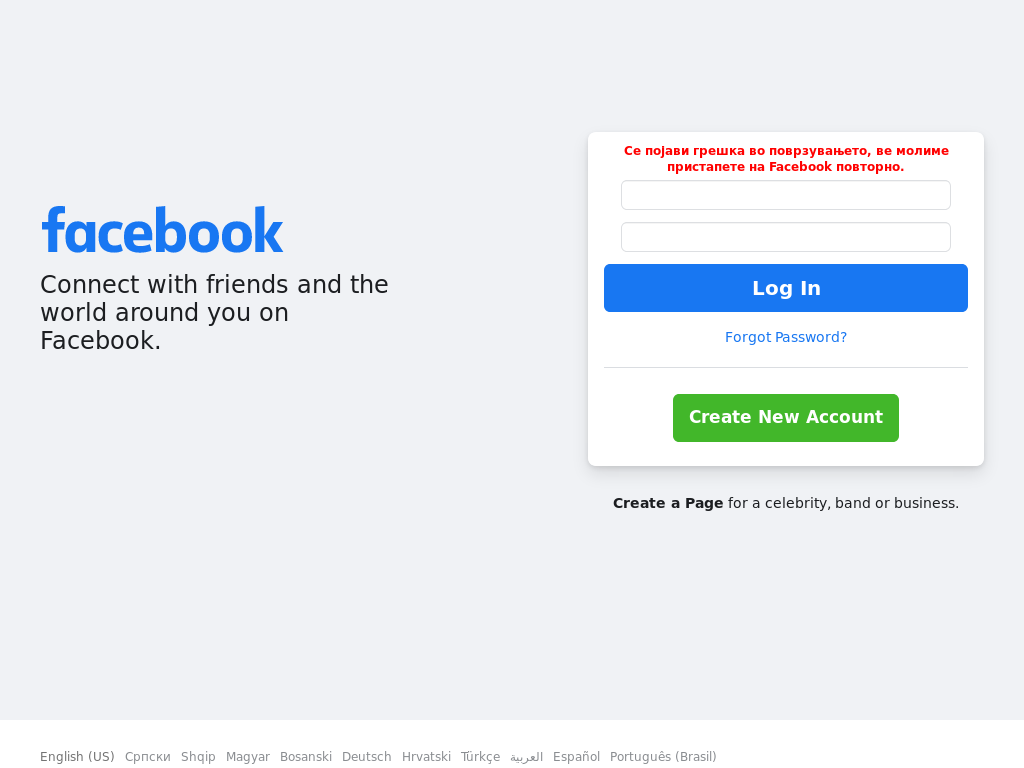 facebook
Connect with friends and the
world around you on
Facebook.
Се појави грешка во поврзувањето, ве молиме
пристапете на Facebook повторно.
Log In
Forgot Password?
Create New Account
Create a Page for a celebrity, band or business.
English (US) Српски Shqip Magyar Bosanski Deutsch Hrvatski Türkçe العربية Español Português (Brasil)